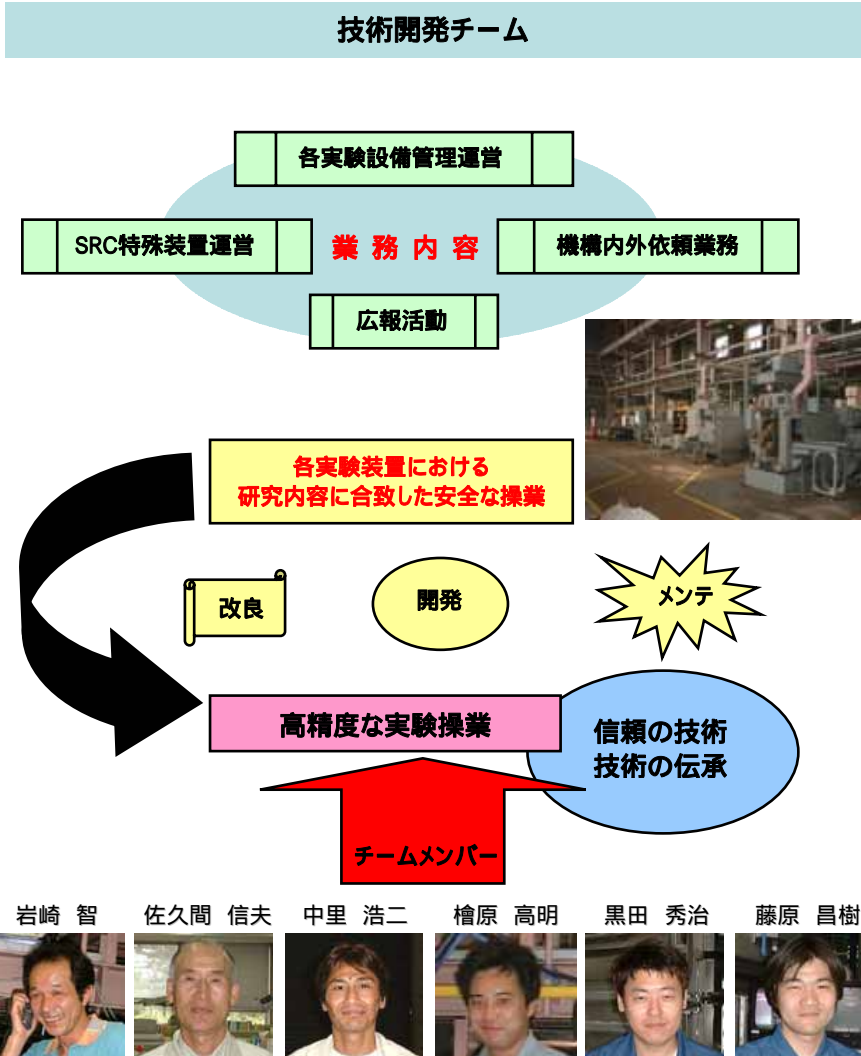 技術開発チーム
各実験設備管理運営
SRC特殊装置運営
業務内容
機構内外依頼業務
広報活動
各実験装置における
研究内容に合致した安全な操業
改良
開発
メンテ
高精度な実験操業
信頼の技術
技術の伝承
チームメンバー
岩崎 智
佐久間 信夫
中里 浩二
檜原 高明
黒田 秀治
藤原 昌樹